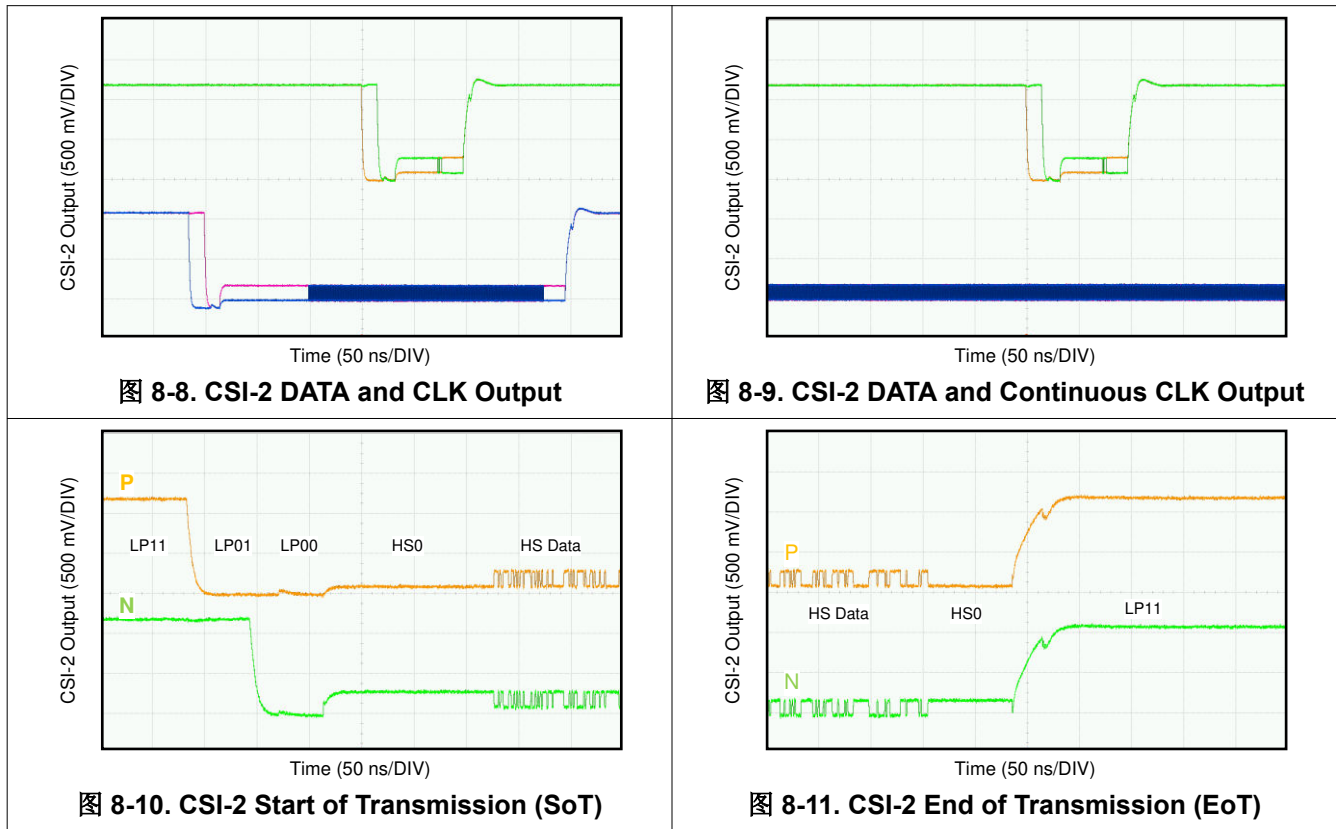 CSI-2 Output (500 mV/DIV)
Time (50 ns/DIV)
图 8-8. CSI-2 DATA and CLK Output
CSI-2 Output (500 mV/DIV)
Time (50 ns/DIV)
图 8-9. CSI-2 DATA and Continuous CLK Output
CSI-2 Output (500 mV/DIV)
P
LP11 LP01 LP00 HS0 HS Data
N
Time (50 ns/DIV)
图 8-10. CSI-2 Start of Transmission (SoT)
CSI-2 Output (500 mV/DIV)
P
HS Data HS0 LP11
N
Time (50 ns/DIV)
图 8-11. CSI-2 End of Transmission (EoT)